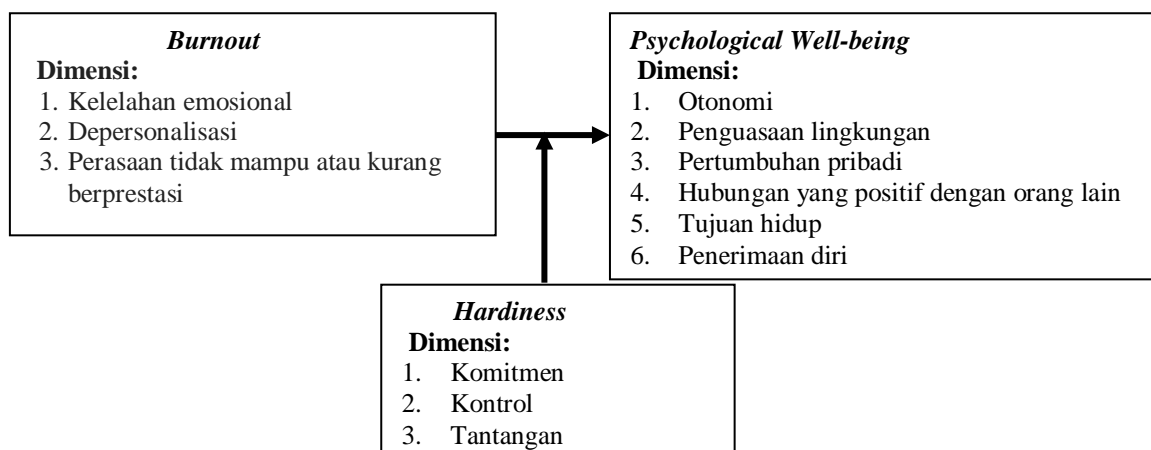 Burnout
Dimensi:
1. Kelelahan emosional
2. Depersonalisasi
3. Perasaan tidak mampu atau kurang
berprestasi
Psychological Well-being
Dimensi:
1. Otonomi
2. Penguasaan lingkungan
3. Pertumbuhan pribadi
4. Hubungan yang positif dengan orang lain
5. Tujuan hidup
6. Penerimaan diri
Hardiness
Dimensi:
1. Komitmen
2. Kontrol
3. Tantangan